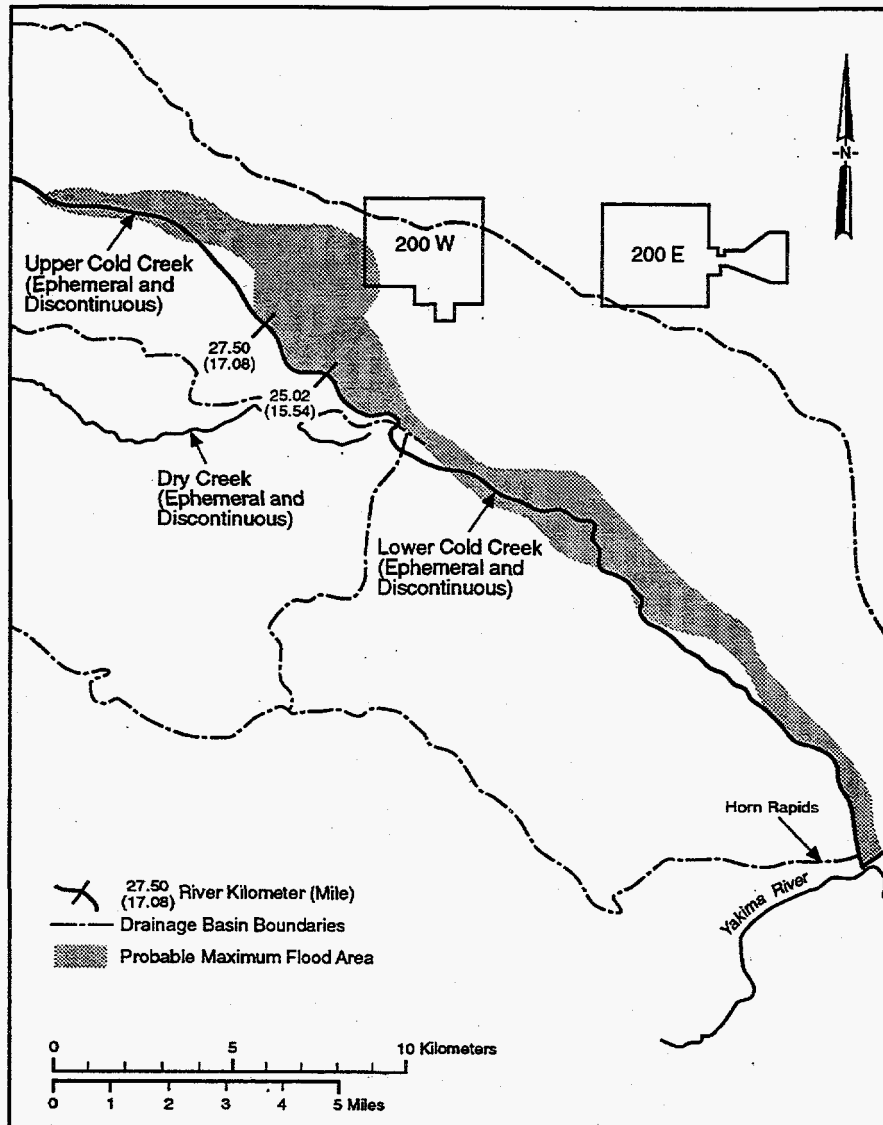 N
200 W
200 E
Upper Cold Creek
(Ephemeral and
Discontinuous)
27.50
(17.08)
25.02
(15.54)
Dry Creek
(Ephemeral and
Discontinuous)
Lower Cold Creek
(Ephemeral and
Discontinuous)
Horn Rapids
Yakima River
27.50
(17.08) River Kilometer (Mile)
Drainage Basin Boundaries
Probable Maximum Flood Area
0 5 10 Kilometers
0 1 2 3 4 5 Miles